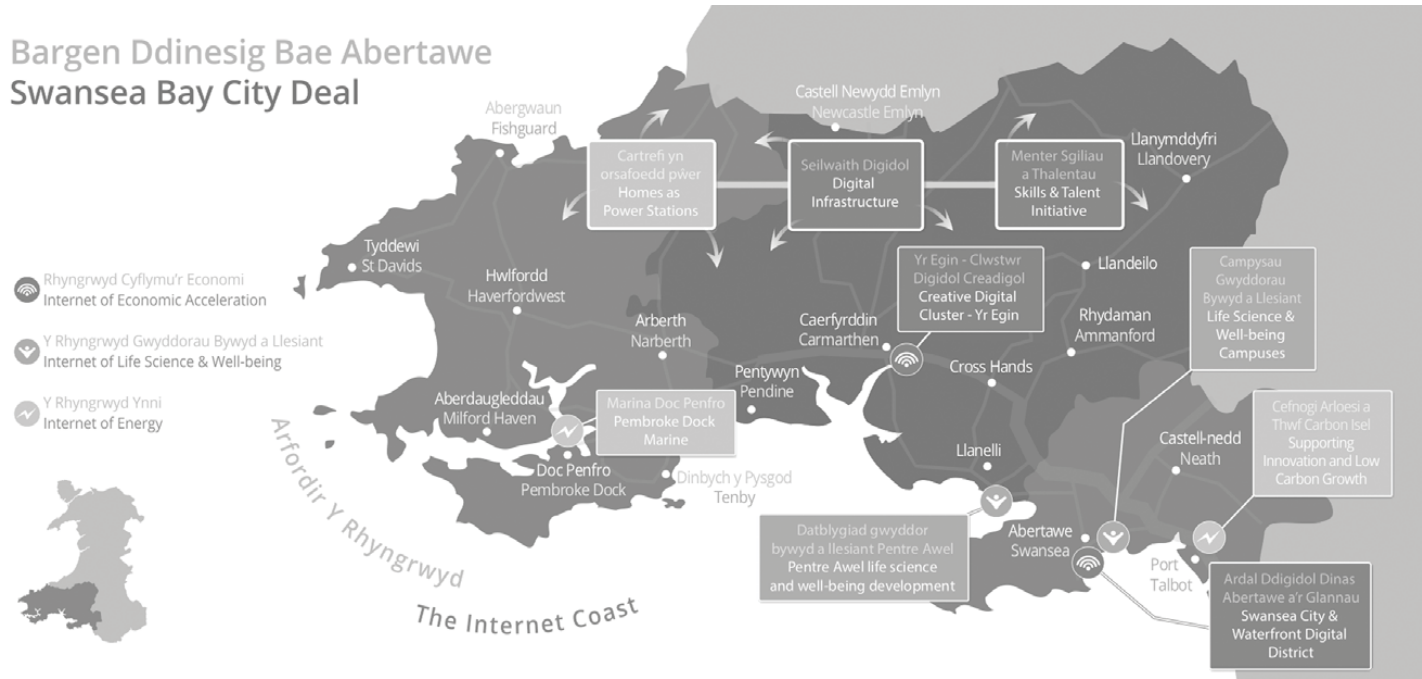 Bargen Ddinesig Bae Abertawe
Swansea Bay City Deal
Abergwaun
Fishguard
Castell Newydd Emlyn
Newcastle Emlyn
Llanymddyfri
Llandovery
Cartrefi yn
orsafoedd pŵer
Homes as
Power Stations
Seilwaith Digidol
Digital
Infrastructure
Menter Sgiliau
a Thalentau
Skills & Talent
Initiative
Tyddewi
St Davids
Hwlfordd
Haverfordwest
Arberth
Narberth
Caerfyrddin
Carmarthen
Yr Egin - Clwstwr
Digidol Creadigol
Creative Digital
Cluster - Yr Egin
Llandeilo
Rhydaman
Ammanford
Campysau
Gwyddorau
Bywyd a Llesiant
Life Science &
Well-being
Campuses
Rhyngrwyd Cyflymu'r Economi
Internet of Economic Acceleration
Y Rhyngrwyd Gwyddorau Bywyd a Llesiant
Internet of Life Science & Well-being
Y Rhyngrwyd Ynni
Internet of Energy
Aberdaugleddau
Milford Haven
Marina Doc Penfro
Pembroke Dock
Marine
Pentywyn
Pendine
Cross Hands
Doc Penfro
Pembroke Dock
Dinbych y Pysgod
Tenby
Llanelli
Castell-nedd
Neath
Cefnogi Arloesi a
Thwf Carbon Isel
Supporting
Innovation and Low
Carbon Growth
Datblygiad gwyddor
bywyd a llesiant Pentre Awel
Pentre Awel life science
and well-being development
Abertawe
Swansea
Port
Talbot
Ardal Ddigidol Dinas
Abertawe a'r Glannau
Swansea City &
Waterfront Digital
District
Arfordir Y Rhyngrwyd
The Internet Coast